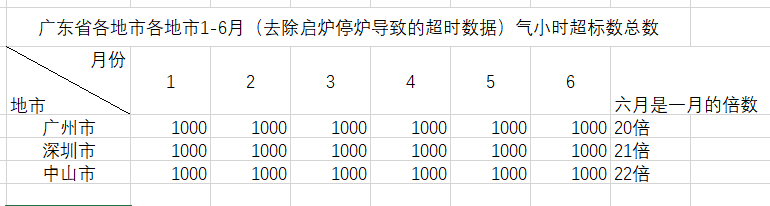 广东省各地市各地市1-6月（去除启炉停炉导致的超时数据）气小时超标数总数
月份
地市 1 2 3 4 5 6 六月是一月的倍数
广州市 1000 1000 1000 1000 1000 1000 20倍
深圳市 1000 1000 1000 1000 1000 1000 21倍
中山市 1000 1000 1000 1000 1000 1000 22倍